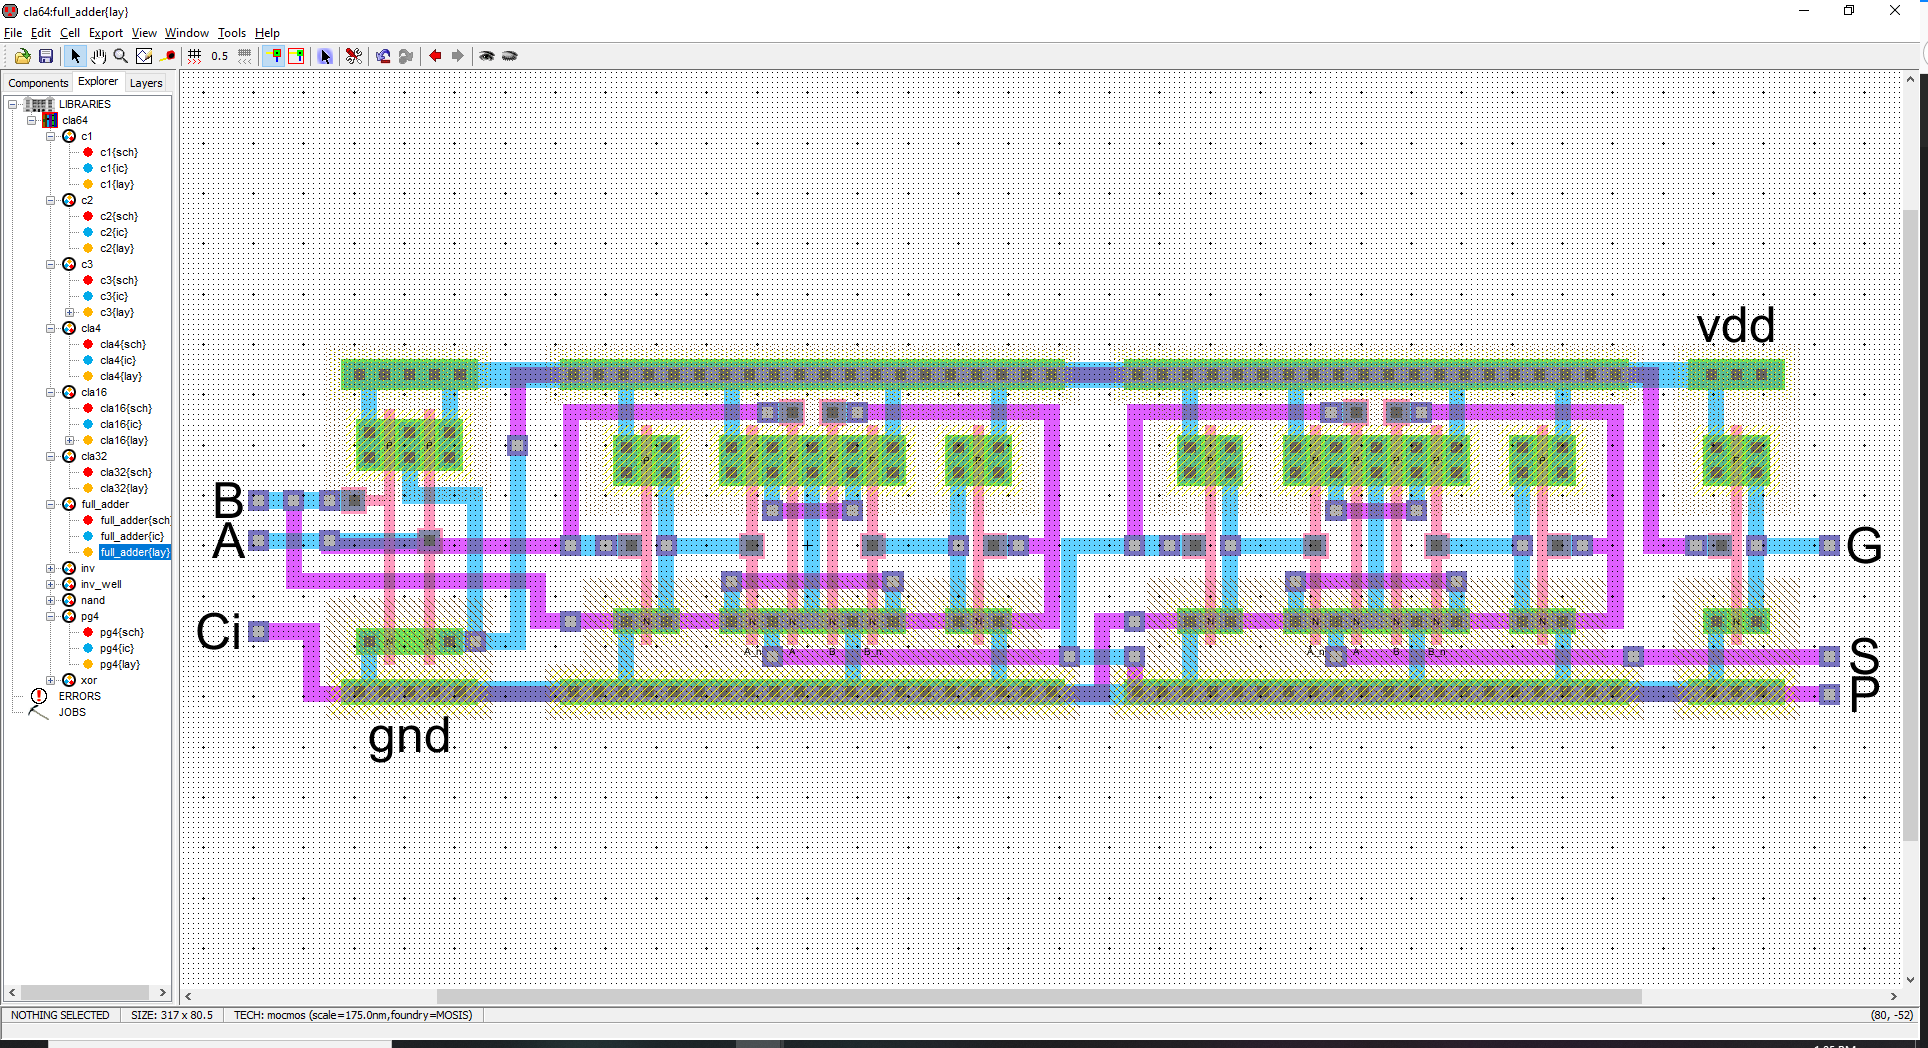 cla64:full_adder{lay}
File Edit Cell Export View Window Tools Help
0.5
Components Explorer Layers
LIBRARIES
cla64
c1
c1{sch}
c1{ic}
c1{lay}
c2
c2{sch}
c2{ic}
c2{lay}
c3
c3{sch}
c3{ic}
c3{lay}
cla4
cla4{sch}
cla4{ic}
cla4{lay}
cla16
cla16{sch}
cla16{ic}
cla16{lay}
cla32
cla32{sch}
cla32{lay}
full_adder
full_adder{sch
full_adder{ic}
full_adder{lay}
inv
inv_well
nand
pg4
pg4{sch}
pg4{ic}
pg4{lay}
xor
ERRORS
JOBS
vdd
B
A
Ci
G
S
P
gnd
A_n A B B_n
A_n A B B_n
NOTHING SELECTED SIZE: 317 x 80.5 TECH: mocmos (scale=175.0nm,foundry=MOSIS) (80, -52)